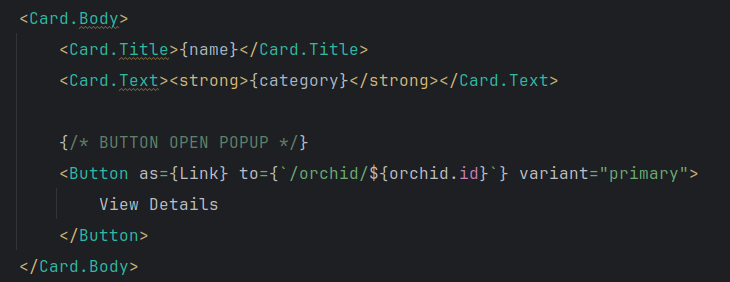 <Card.Body>
<Card.Title>{name}</Card.Title>
<Card.Text><strong>{category}</strong></Card.Text>
{/* BUTTON OPEN POPUP */}
<Button as={Link} to={`/orchid/${orchid.id}`} variant="primary">
View Details
</Button>
</Card.Body>